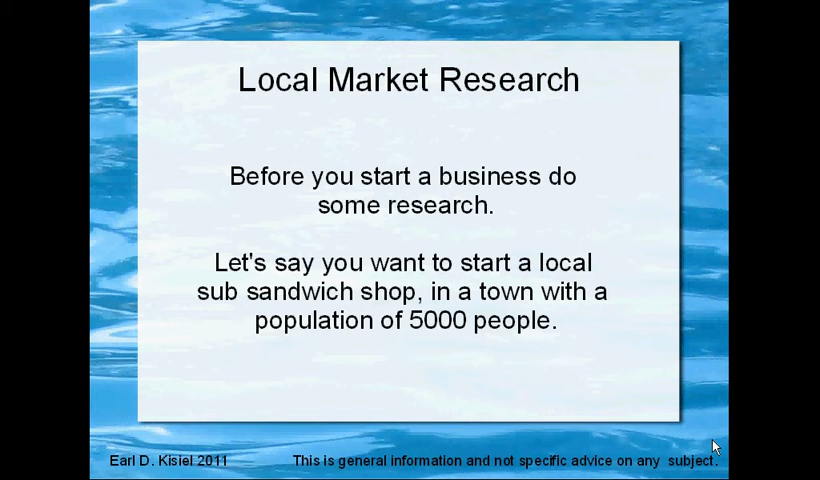 Local Market Research
Before you start a business do
some research.
Let's say you want to start a local
sub sandwich shop, in a town with a
population of 5000 people.
Earl D. Kisiel 2011
This is general information and not specific advice on any subject.